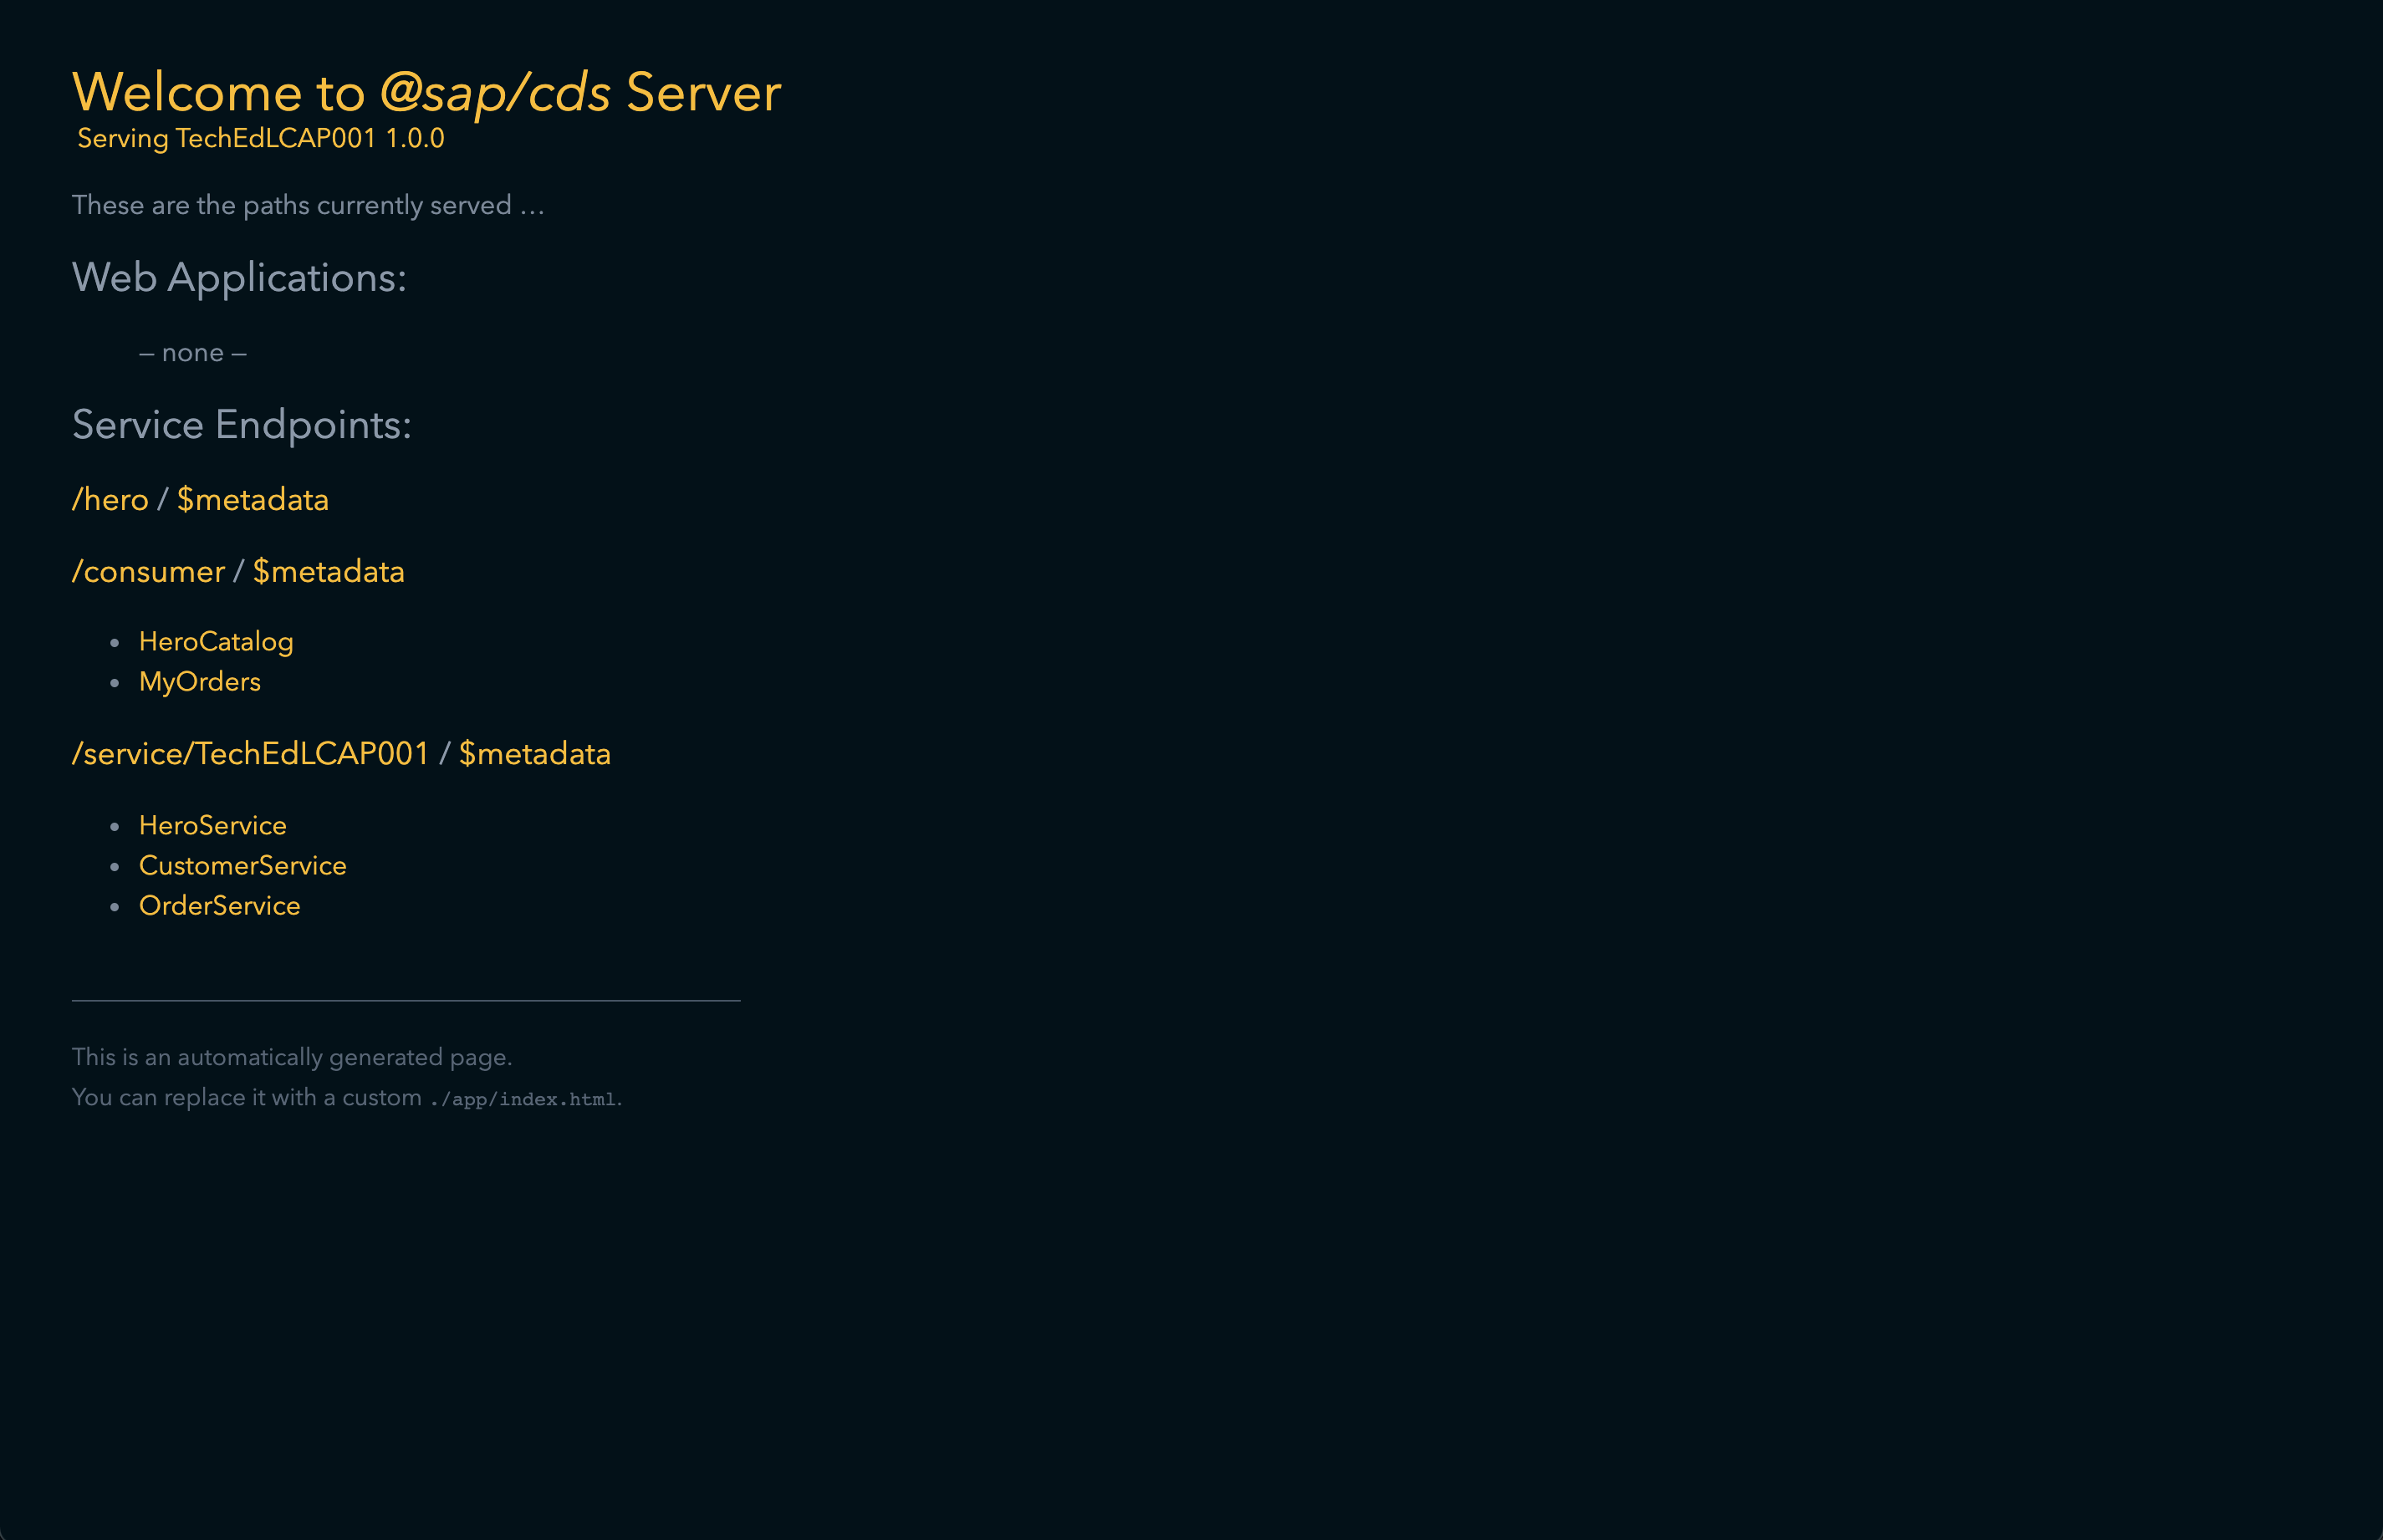 Welcome to @sap/cds Server
Serving TechEdLCAP001 1.0.0
These are the paths currently served …
Web Applications:
— none —
Service Endpoints:
/hero / $metadata
/consumer / $metadata
• HeroCatalog
• MyOrders
/service/TechEdLCAP001 / $metadata
• HeroService
• CustomerService
• OrderService
This is an automatically generated page.
You can replace it with a custom ./app/index.html.